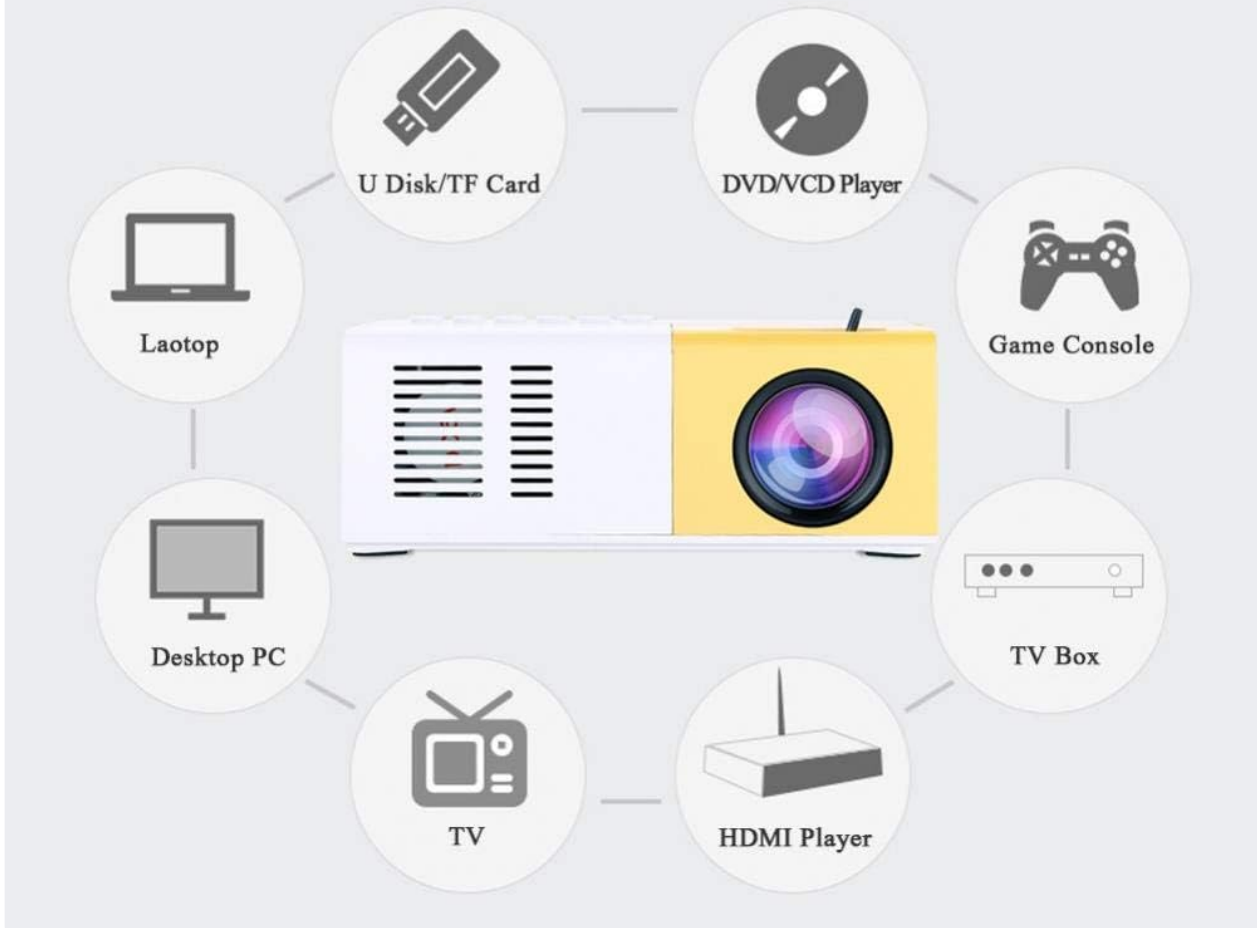 U Disk/TF Card
DVD/VCD Player
Laotop
Game Console
Desktop PC
TV Box
TV
HDMI Player